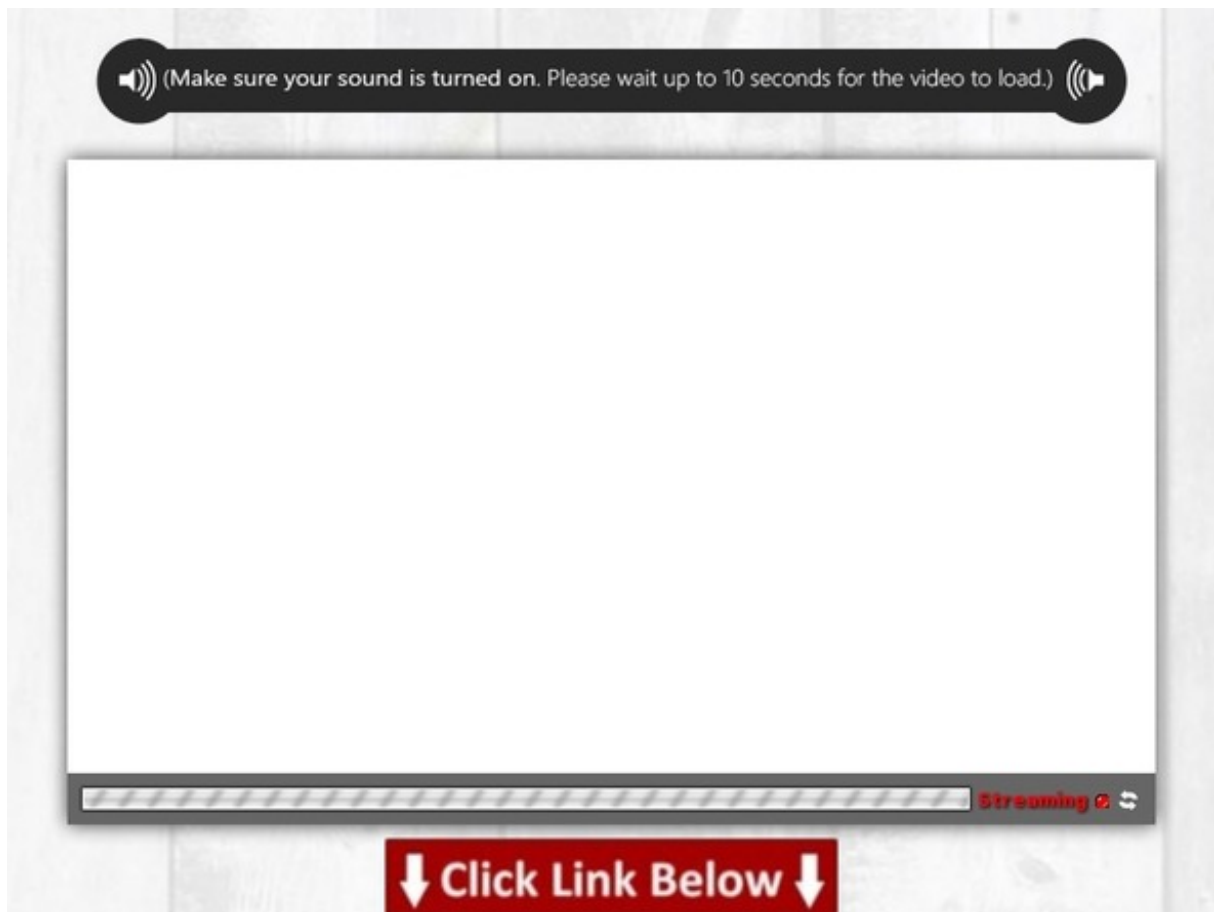 (Make sure your sound is turned on. Please wait up to 10 seconds for the video to load.)
Streaming
Click Link Below